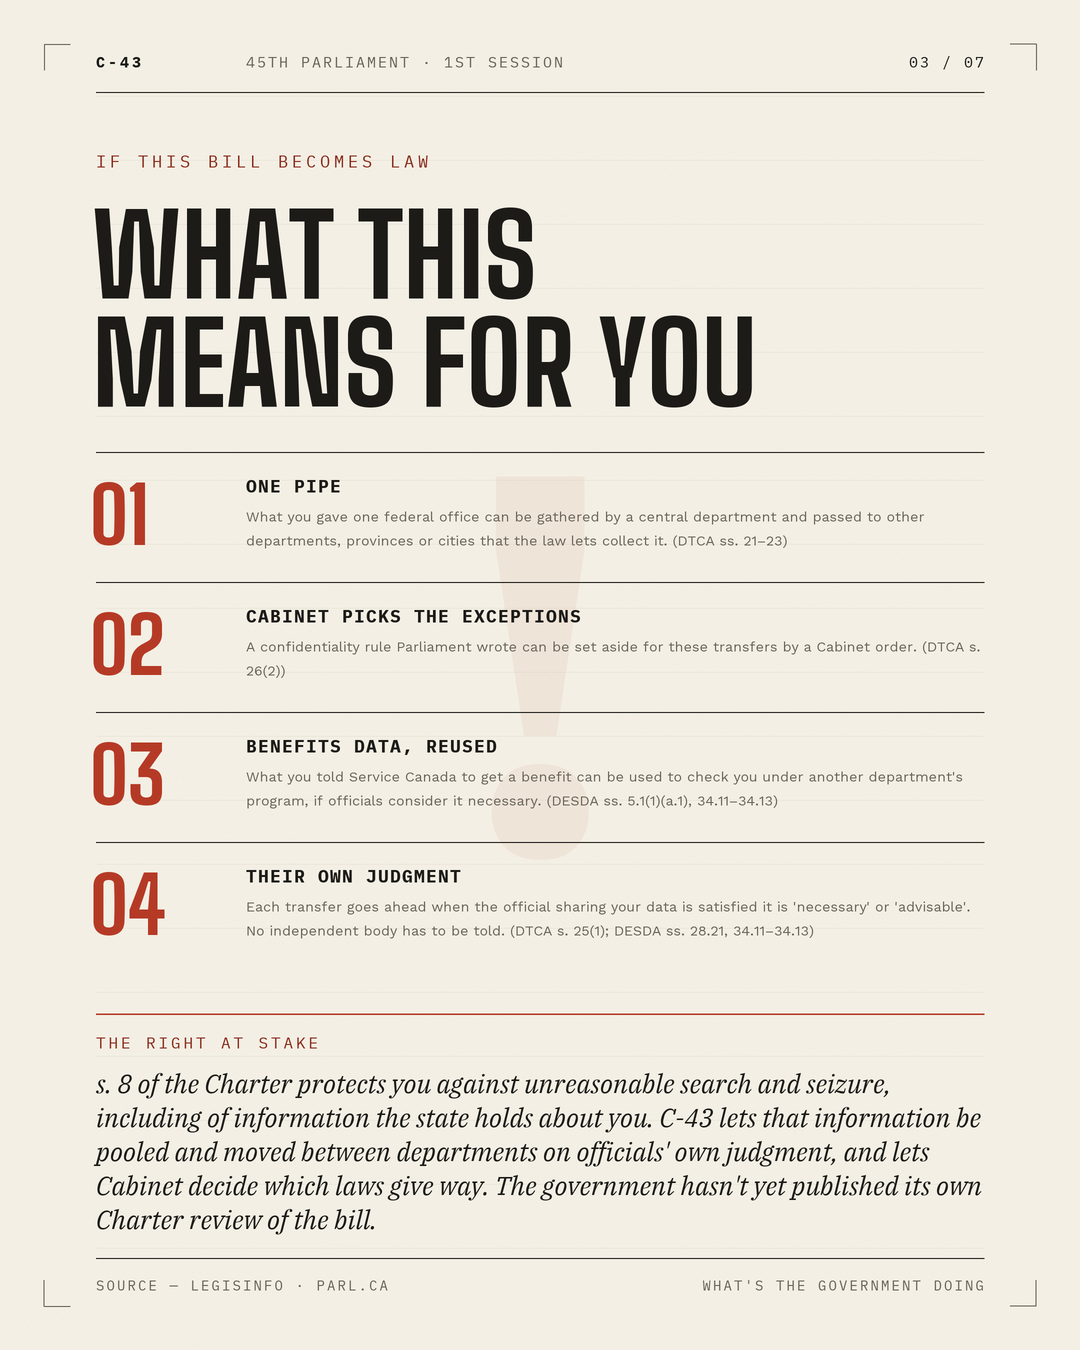 C-43 45TH PARLIAMENT · 1ST SESSION 03 / 07
IF THIS BILL BECOMES LAW
WHAT THIS
MEANS FOR YOU
01 ONE PIPE
What you gave one federal office can be gathered by a central department and passed to other
departments, provinces or cities that the law lets collect it. (DTCA ss. 21–23)
02 CABINET PICKS THE EXCEPTIONS
A confidentiality rule Parliament wrote can be set aside for these transfers by a Cabinet order. (DTCA s.
26(2))
03 BENEFITS DATA, REUSED
What you told Service Canada to get a benefit can be used to check you under another department's
program, if officials consider it necessary. (DESDA ss. 5.1(1)(a.1), 34.11–34.13)
04 THEIR OWN JUDGMENT
Each transfer goes ahead when the official sharing your data is satisfied it is 'necessary' or 'advisable'.
No independent body has to be told. (DTCA s. 25(1); DESDA ss. 28.21, 34.11–34.13)
THE RIGHT AT STAKE
s. 8 of the Charter protects you against unreasonable search and seizure,
including of information the state holds about you. C-43 lets that information be
pooled and moved between departments on officials' own judgment, and lets
Cabinet decide which laws give way. The government hasn't yet published its own
Charter review of the bill.
SOURCE — LEGISINFO · PARL.CA WHAT'S THE GOVERNMENT DOING